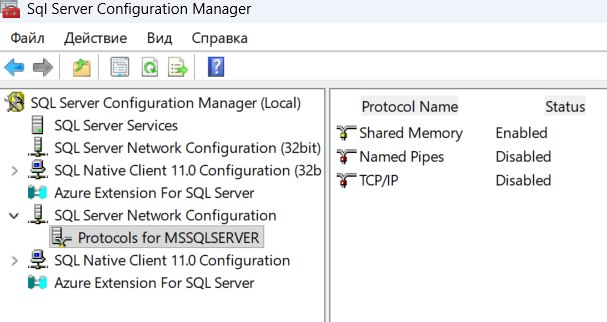 Sql Server Configuration Manager
Файл Действие Вид Справка
SQL Server Configuration Manager (Local)
SQL Server Services
SQL Server Network Configuration (32bit)
SQL Native Client 11.0 Configuration (32b
Azure Extension For SQL Server
SQL Server Network Configuration
Protocols for MSSQLSERVER
SQL Native Client 11.0 Configuration
Azure Extension For SQL Server
Protocol Name Status
Shared Memory Enabled
Named Pipes Disabled
TCP/IP Disabled